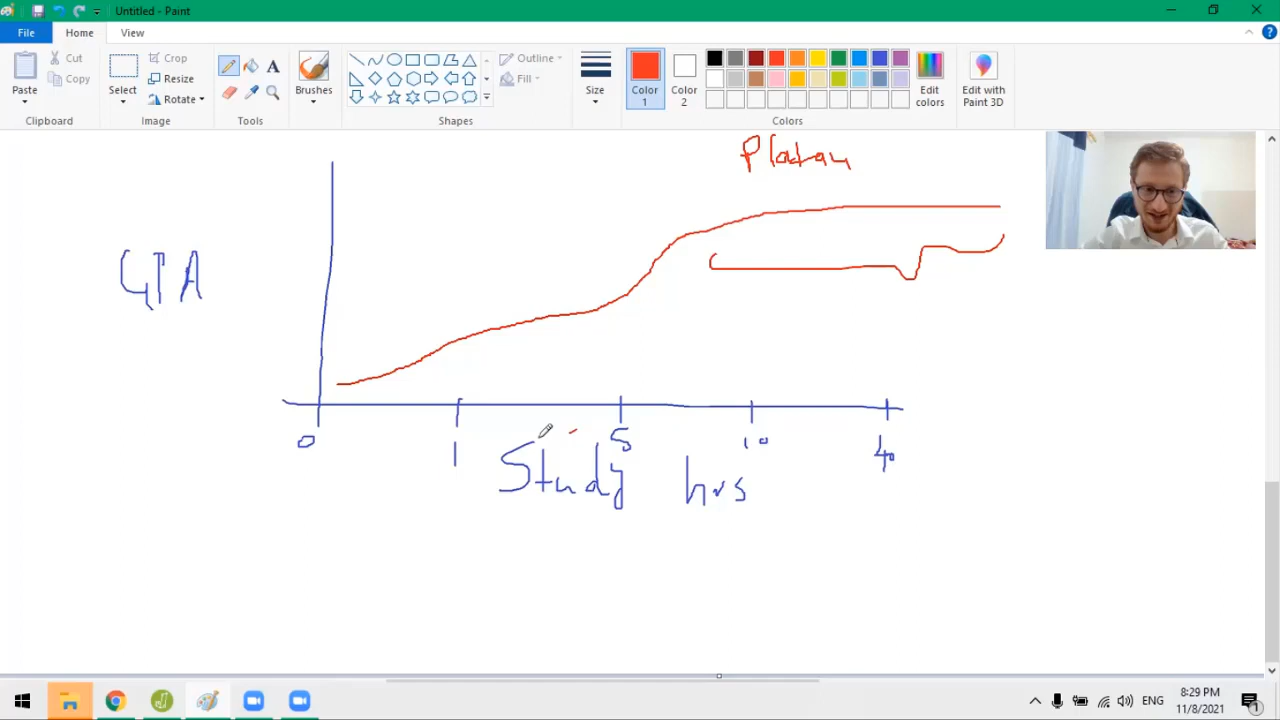 Untitled - Paint
File Home View
Paste Cut Copy Clipboard
Select Crop Resize Rotate Image
Tools
Brushes
Outline Fill Shapes
Size
Color 1 Color 2 Edit colors Colors
Edit with Paint 3D
Platau
GPA
0 1 5 10 40
Study hrs
ENG
8:29 PM
11/8/2021
1